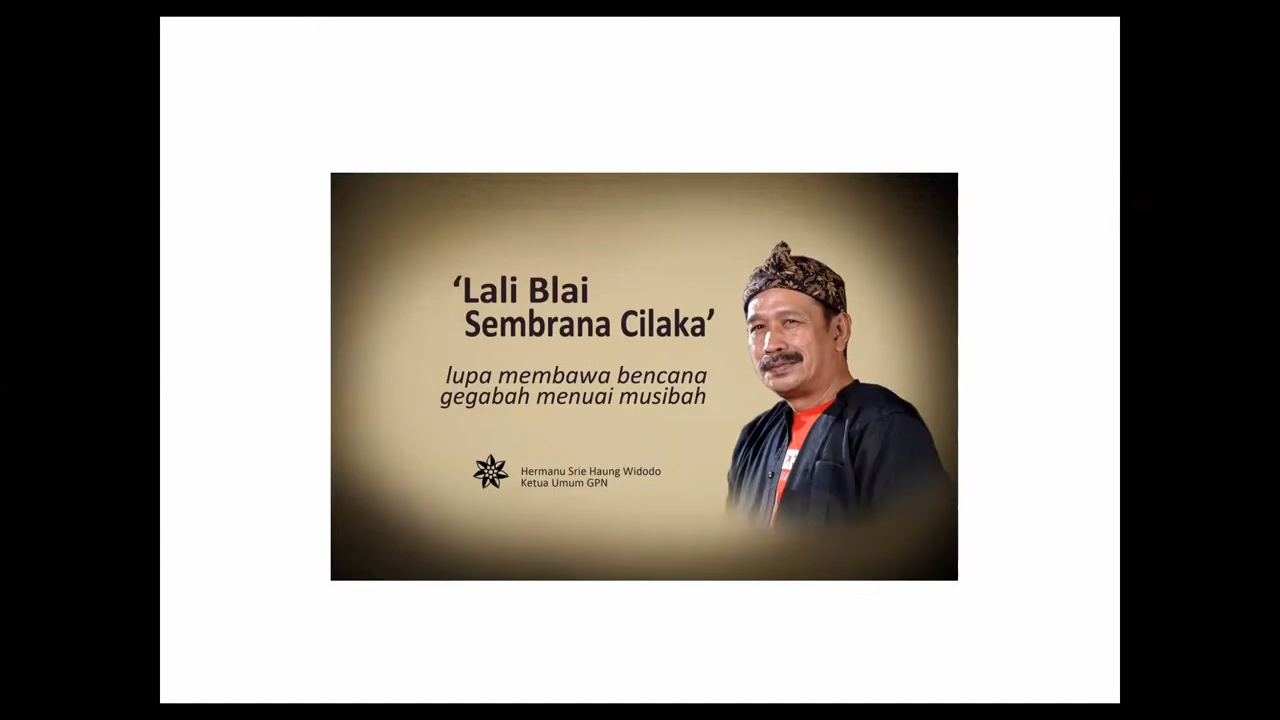 ‘Lali Blai
Sembrana Cilaka’
lupa membawa bencana
gegabah menuai musibah
Hermanu Srie Haung Widodo
Ketua Umum GPN